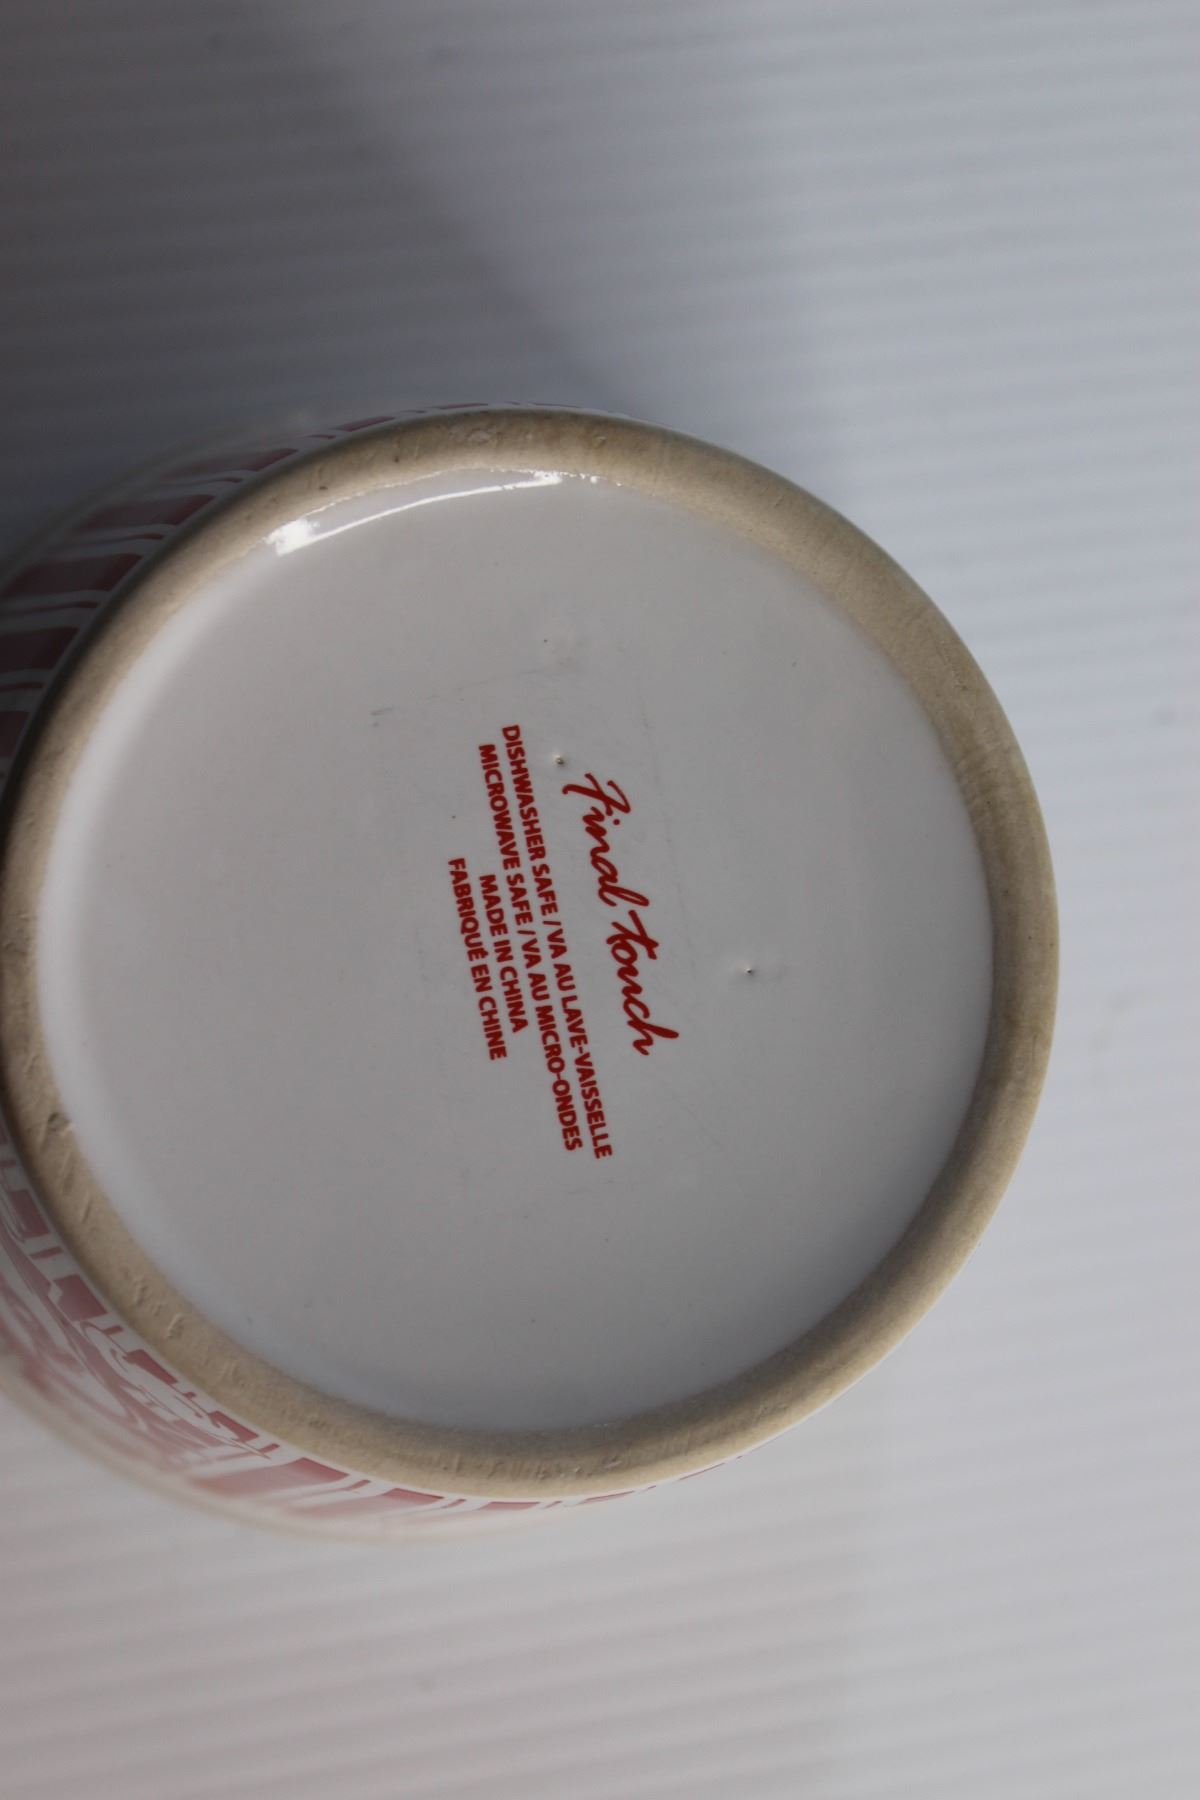 Final touch
DISHWASHER SAFE / VA AU LAVE-VAISSELLE
MICROWAVE SAFE / VA AU MICRO-ONDES
MADE IN CHINA
FABRIQUÉ EN CHINE